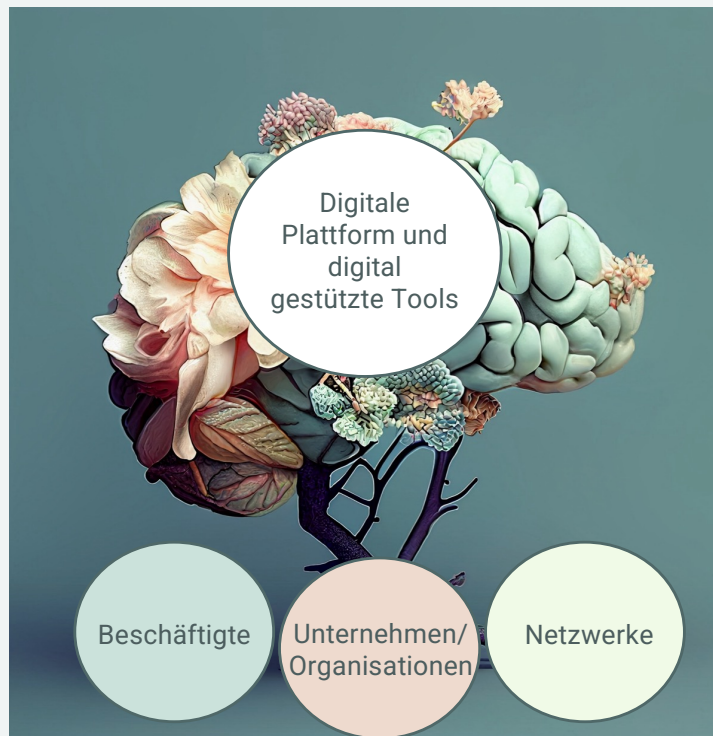 Digitale
Plattform und
digital
gestützte Tools
Beschäftigte
Unternehmen/
Organisationen
Netzwerke